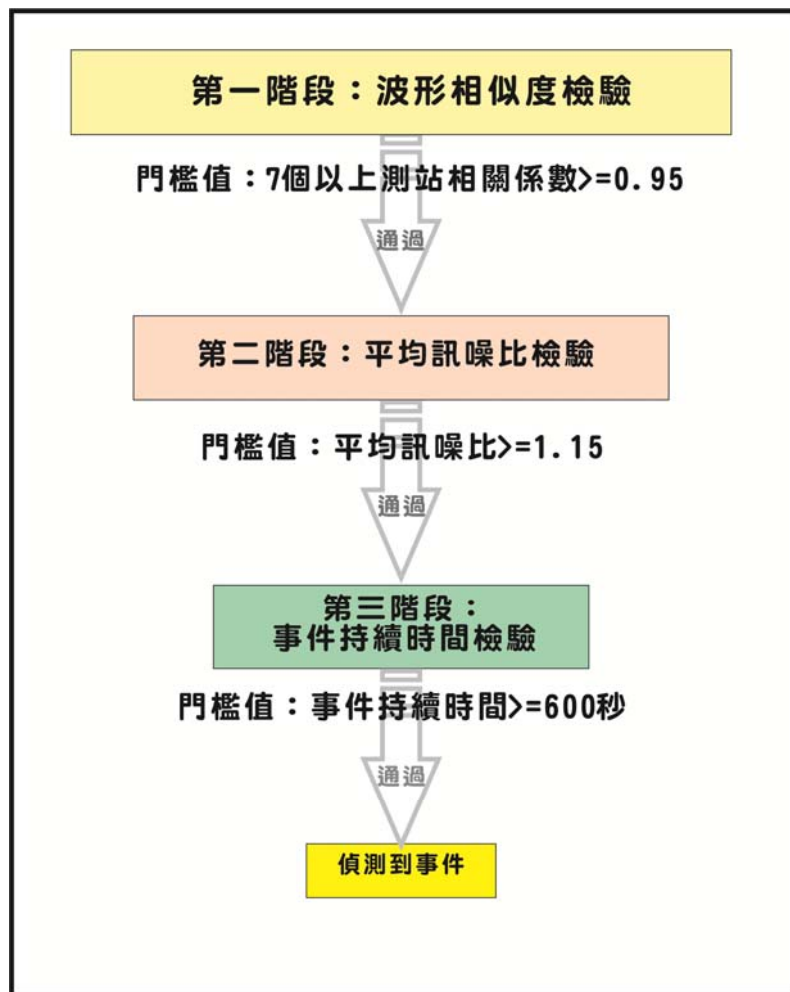 第一階段：波形相似度檢驗
門檻值：7個以上測站相關係數>=0.95
通過
第二階段：平均訊噪比檢驗
門檻值：平均訊噪比>=1.15
通過
第三階段：
事件持續時間檢驗
門檻值：事件持續時間>=600秒
通過
偵測到事件